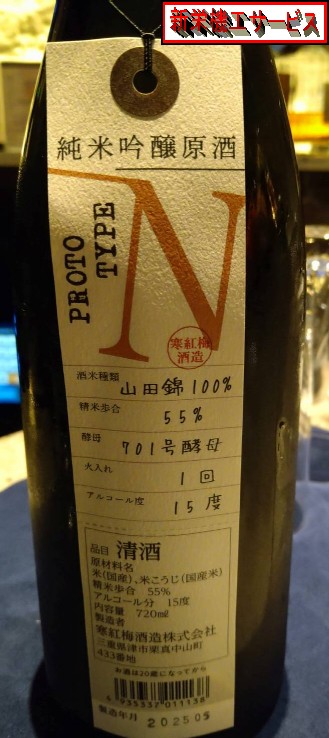 新栄機工サービス
純米吟醸原酒
PROTO
TYPE
N
寒紅梅
酒造
酒米種類 山田錦100%
精米歩合 55%
酵母 701号酵母
火入れ 1回
アルコール度 15度
品目 清酒
原材料名
米(国産)、米こうじ(国産米)
精米歩合 55%
アルコール分 15度
内容量 720㎖
製造者
寒紅梅酒造株式会社
三重県津市栗真中山町
433番地
お酒は20歳になってから
4935337011138
製造年月 202505